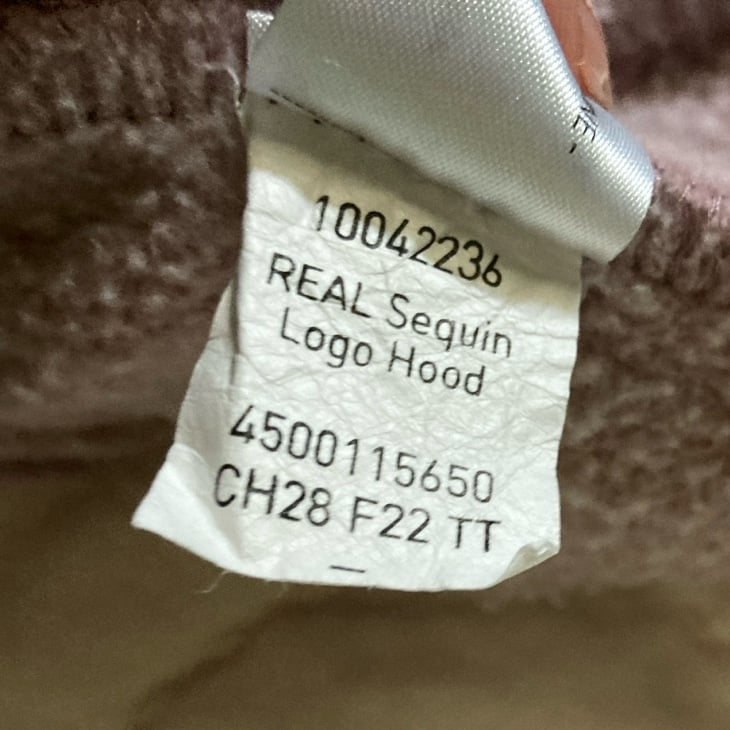 10042236
REAL Sequin
Logo Hood
4500115650
CH28 F22 TT